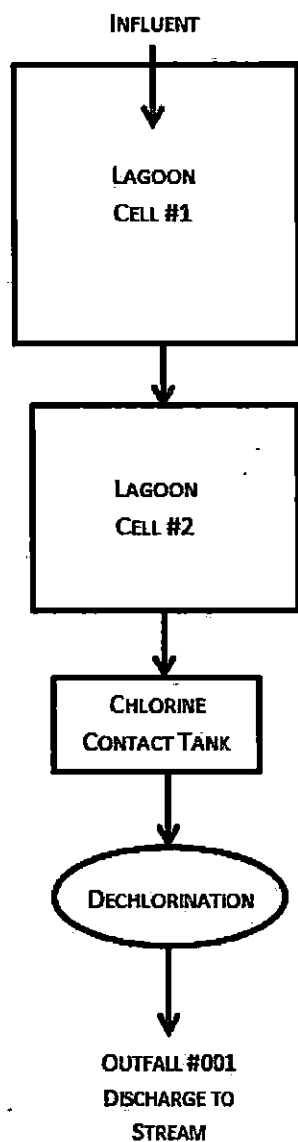 INFLUENT
LAGOON
CELL #1
LAGOON
CELL #2
CHLORINE
CONTACT TANK
DECHLORINATION
OUTFALL #001
DISCHARGE TO
STREAM